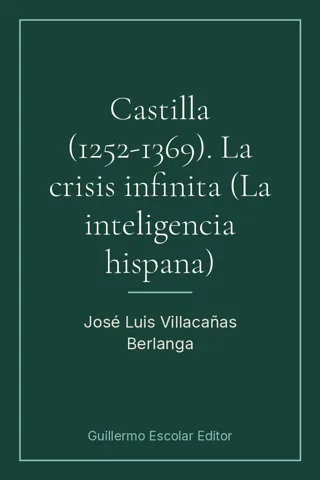 Castilla
(1252-1369). La
crisis infinita (La
inteligencia
hispana)
José Luis Villacañas
Berlanga
Guillermo Escolar Editor